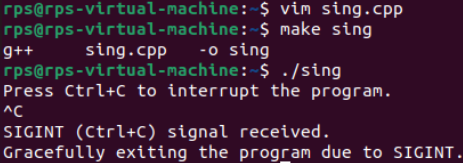 rps@rps-virtual-machine:~$ vim sing.cpp
rps@rps-virtual-machine:~$ make sing
g++     sing.cpp   -o sing
rps@rps-virtual-machine:~$ ./sing
Press Ctrl+C to interrupt the program.
^C
SIGINT (Ctrl+C) signal received.
Gracefully exiting the program due to SIGINT.